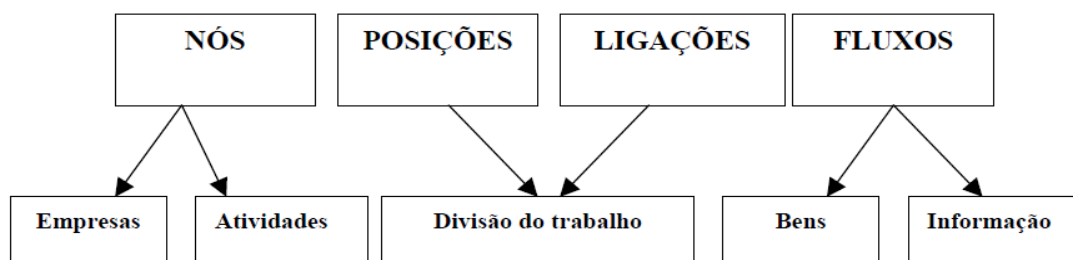 NÓS
POSIÇÕES
LIGAÇÕES
FLUXOS
Empresas
Atividades
Divisão do trabalho
Bens
Informação